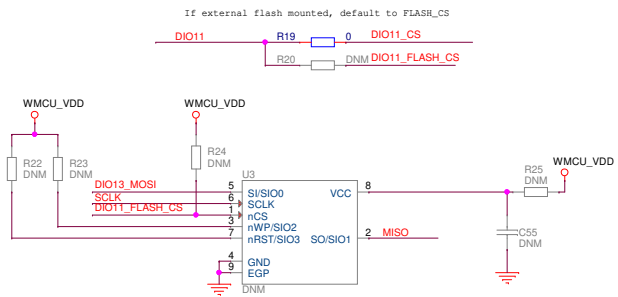 If external flash mounted, default to FLASH_CS
DIO11 R19 0 DIO11_CS
R20 DNM DIO11_FLASH_CS
WMCU_VDD WMCU_VDD
R22 DNM R23 DNM R24 DNM
U3
R25 DNM WMCU_VDD
DIO13_MOSI 5 SI/SIO0 VCC 8
SCLK 6 SCLK
DIO11_FLASH_CS 1 nCS
3 nWP/SIO2
7 nRST/SIO3 SO/SIO1 2 MISO
C55 DNM
4 GND
9 EGP
DNM